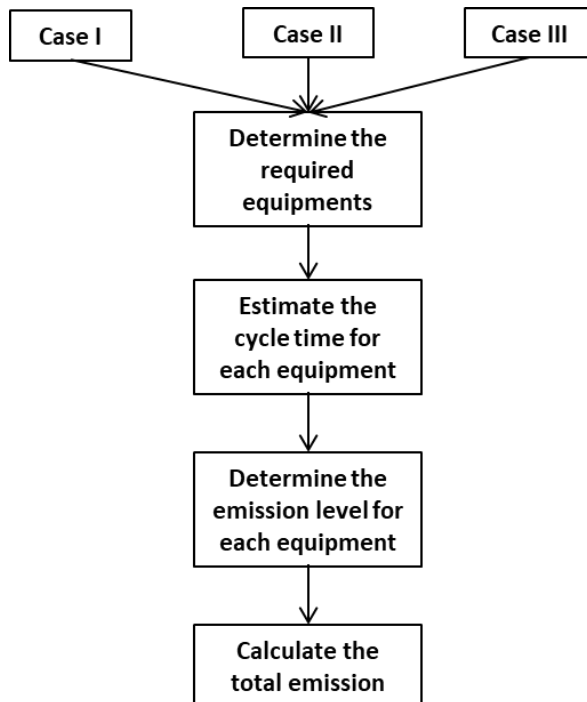 Case I
Case II
Case III
Determine the
required
equipments
Estimate the
cycle time for
each equipment
Determine the
emission level for
each equipment
Calculate the
total emission